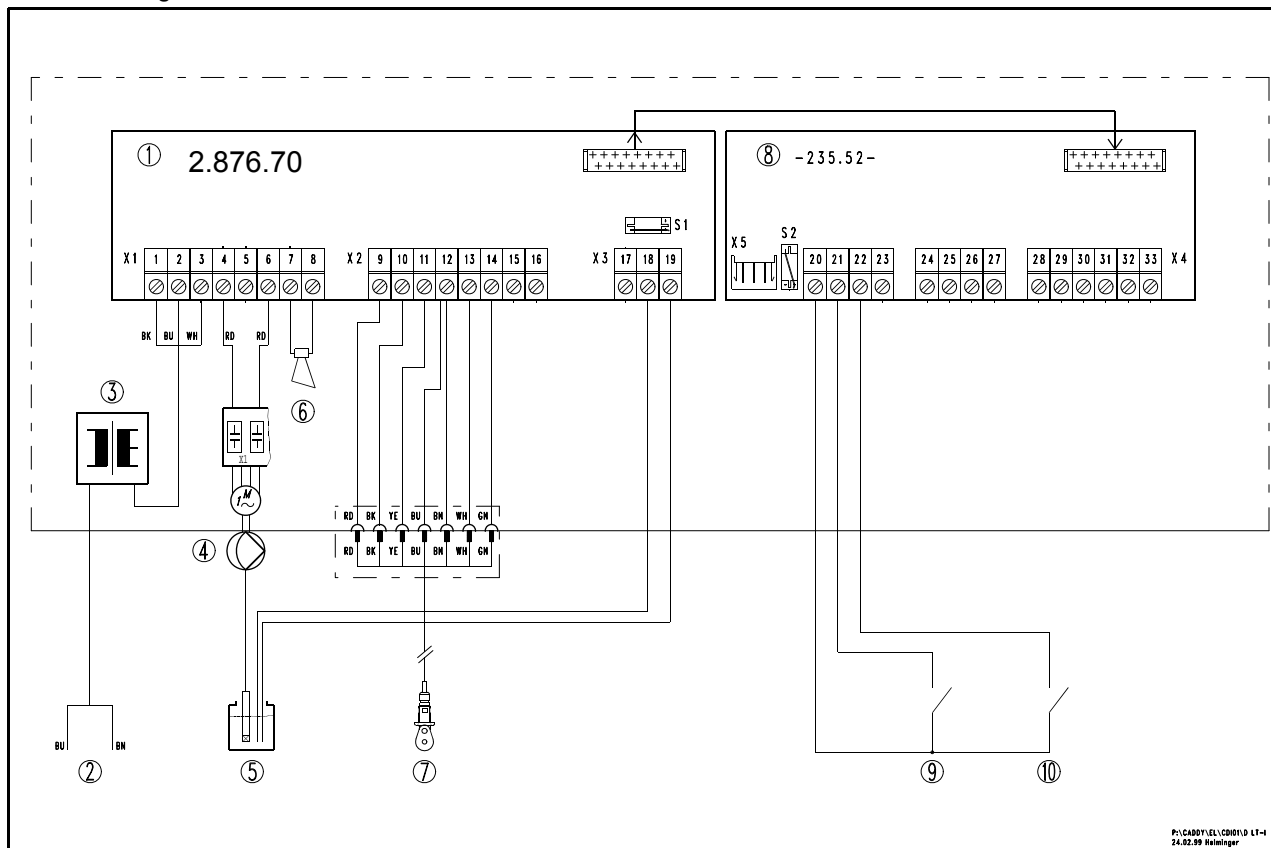 ① 2.876.70
⑧ -235.52-
S1
X5
S2
X1 1 2 3 4 5 6 7 8
X2 9 10 11 12 13 14 15 16
X3 17 18 19
20 21 22 23
24 25 26 27
28 29 30 31 32 33 X4
BK BU WH RD RD
③
⑥
X1
M
1~
④
RD BK YE BU BN WH GN
RD BK YE BU BN WH GN
BU BN
② ⑤ ⑦ ⑨ ⑩
P:\CADDY\EL\CDI01\D LT-I
24.02.99 Helminger